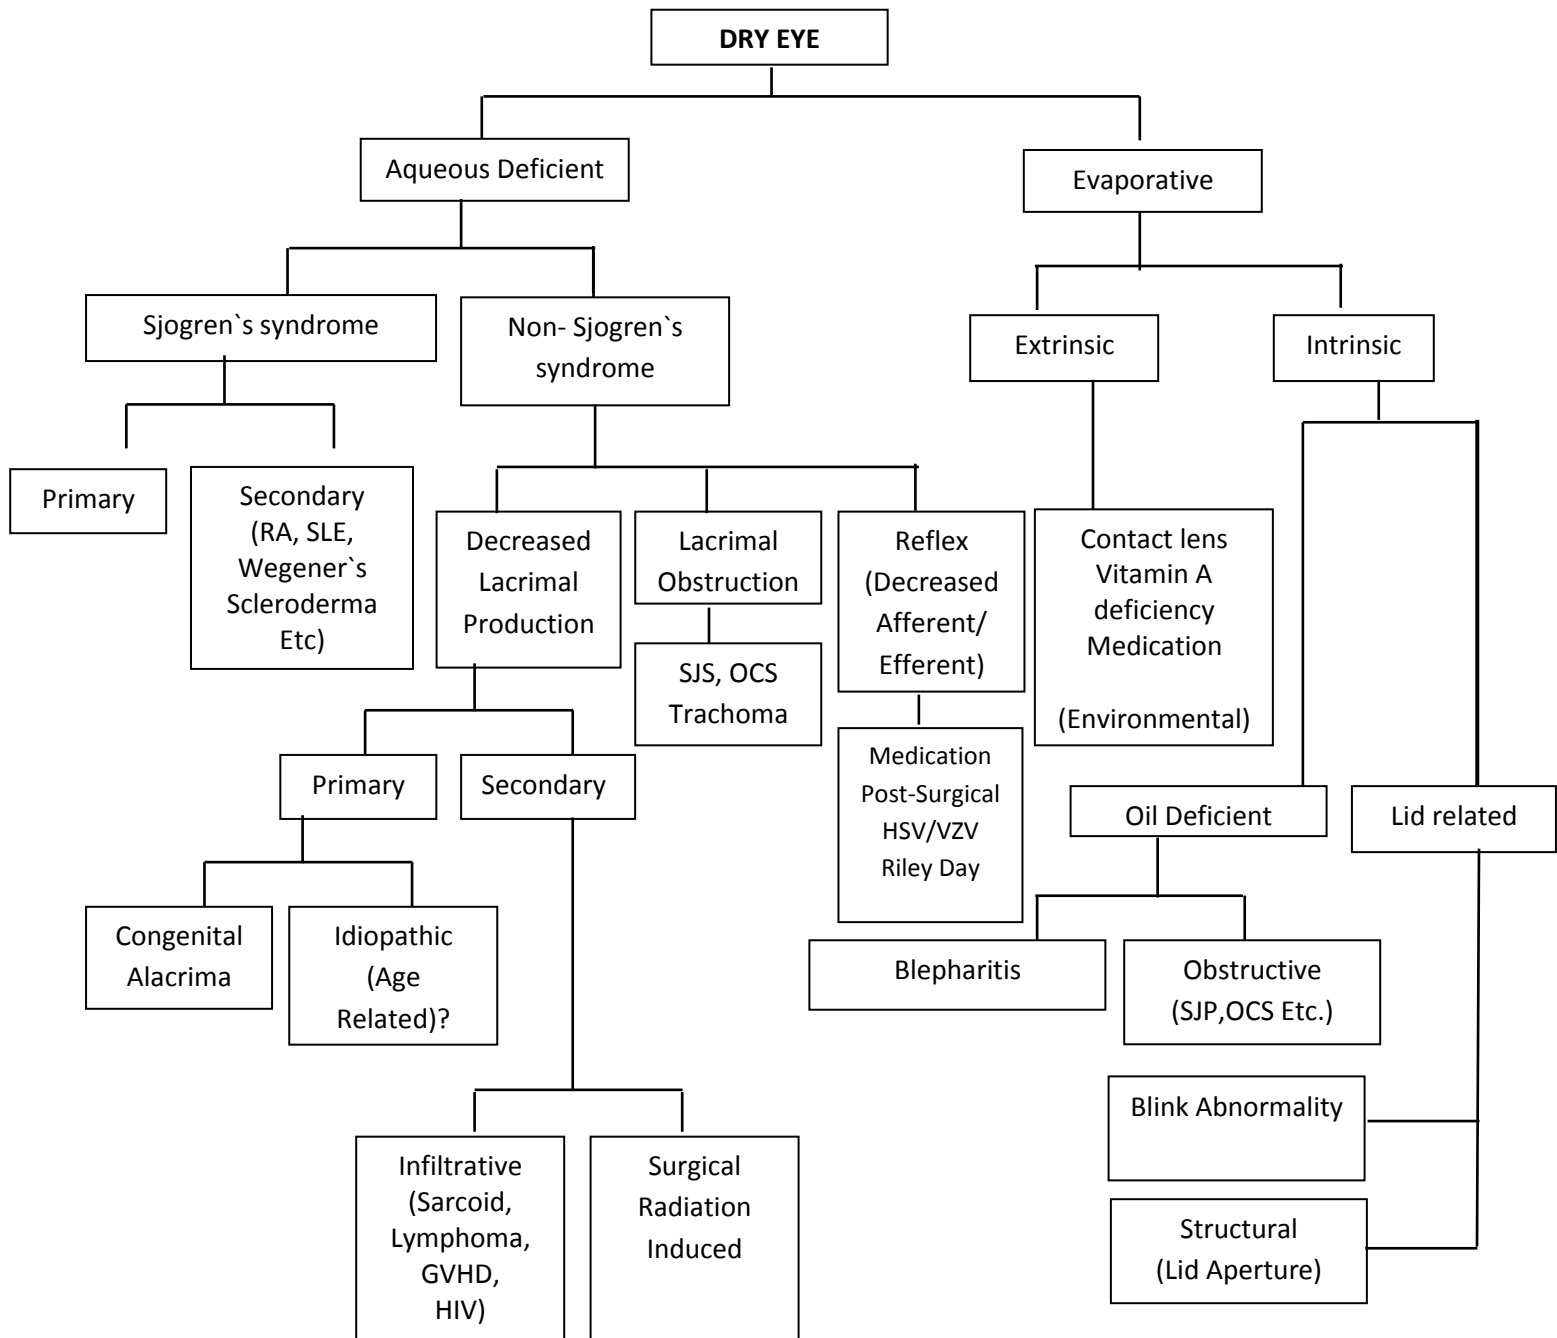 DRY EYE
Aqueous Deficient
Evaporative
Sjogren`s syndrome
Non- Sjogren`s
syndrome
Extrinsic
Intrinsic
Primary
Secondary
(RA, SLE,
Wegener`s
Scleroderma
Etc)
Decreased
Lacrimal
Production
Lacrimal
Obstruction
Reflex
(Decreased
Afferent/
Efferent)
Contact lens
Vitamin A
deficiency
Medication
(Environmental)
SJS, OCS
Trachoma
Medication
Post-Surgical
HSV/VZV
Riley Day
Primary
Secondary
Oil Deficient
Lid related
Congenital
Alacrima
Idiopathic
(Age
Related)?
Blepharitis
Obstructive
(SJP,OCS Etc.)
Blink Abnormality
Infiltrative
(Sarcoid,
Lymphoma,
GVHD,
HIV)
Surgical
Radiation
Induced
Structural
(Lid Aperture)